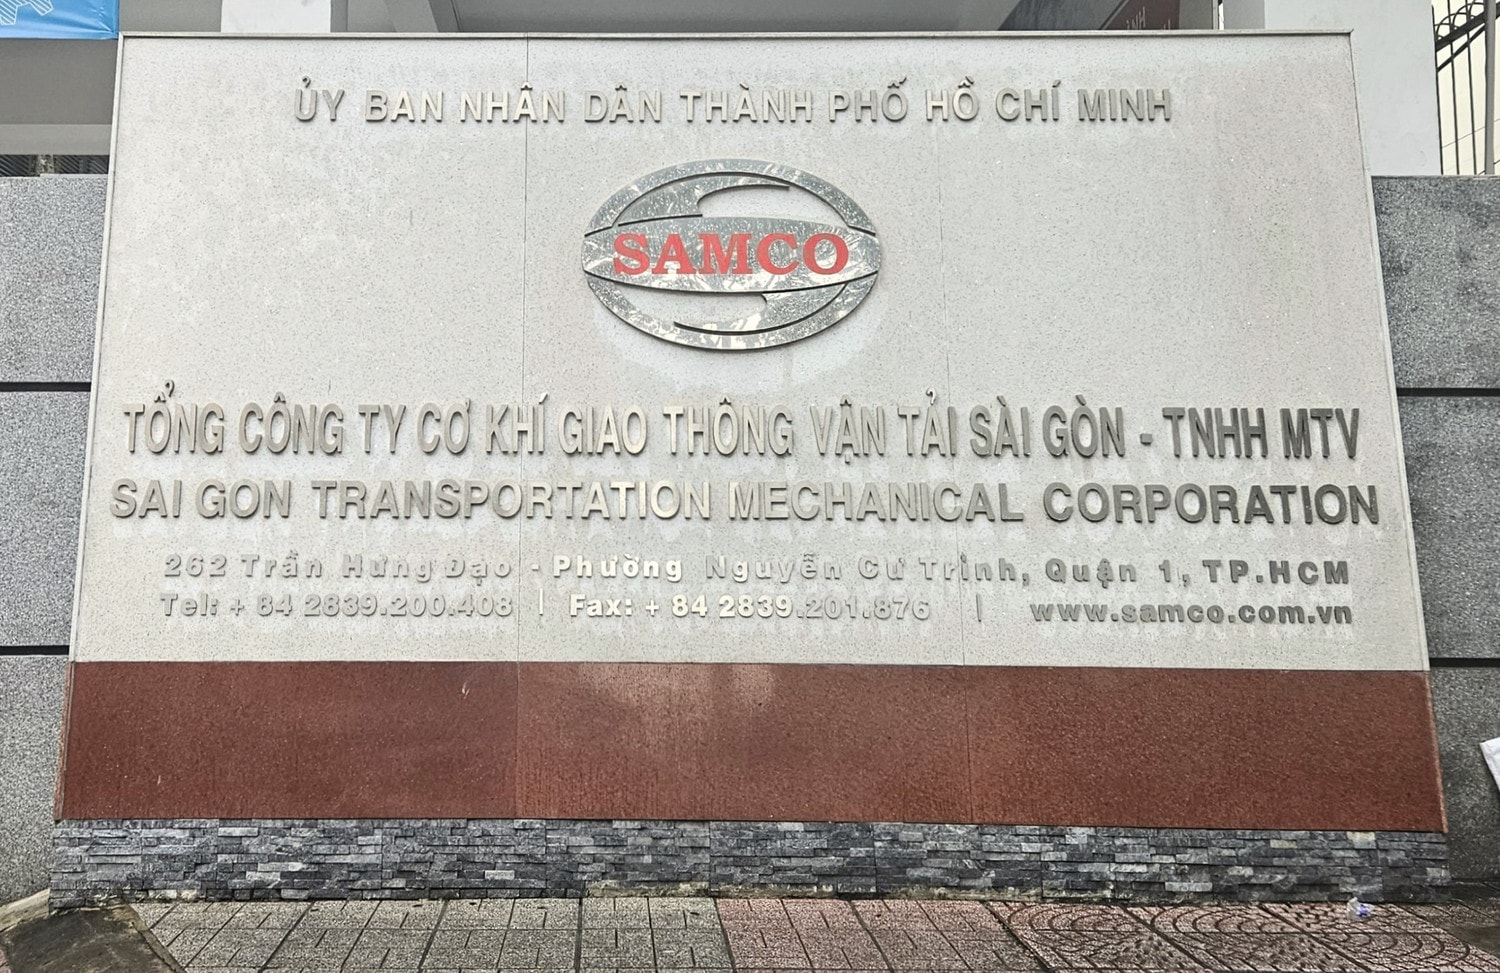 ỦY BAN NHÂN DÂN THÀNH PHỐ HỒ CHÍ MINH
SAMCO
TỔNG CÔNG TY CƠ KHÍ GIAO THÔNG VẬN TẢI SÀI GÒN - TNHH MTV
SAI GON TRANSPORTATION MECHANICAL CORPORATION
262 Trần Hưng Đạo - Phường Nguyễn Cư Trinh, Quận 1, TP.HCM
Tel: + 84 2839.200.408 | Fax: + 84 2839.201.876 | www.samco.com.vn